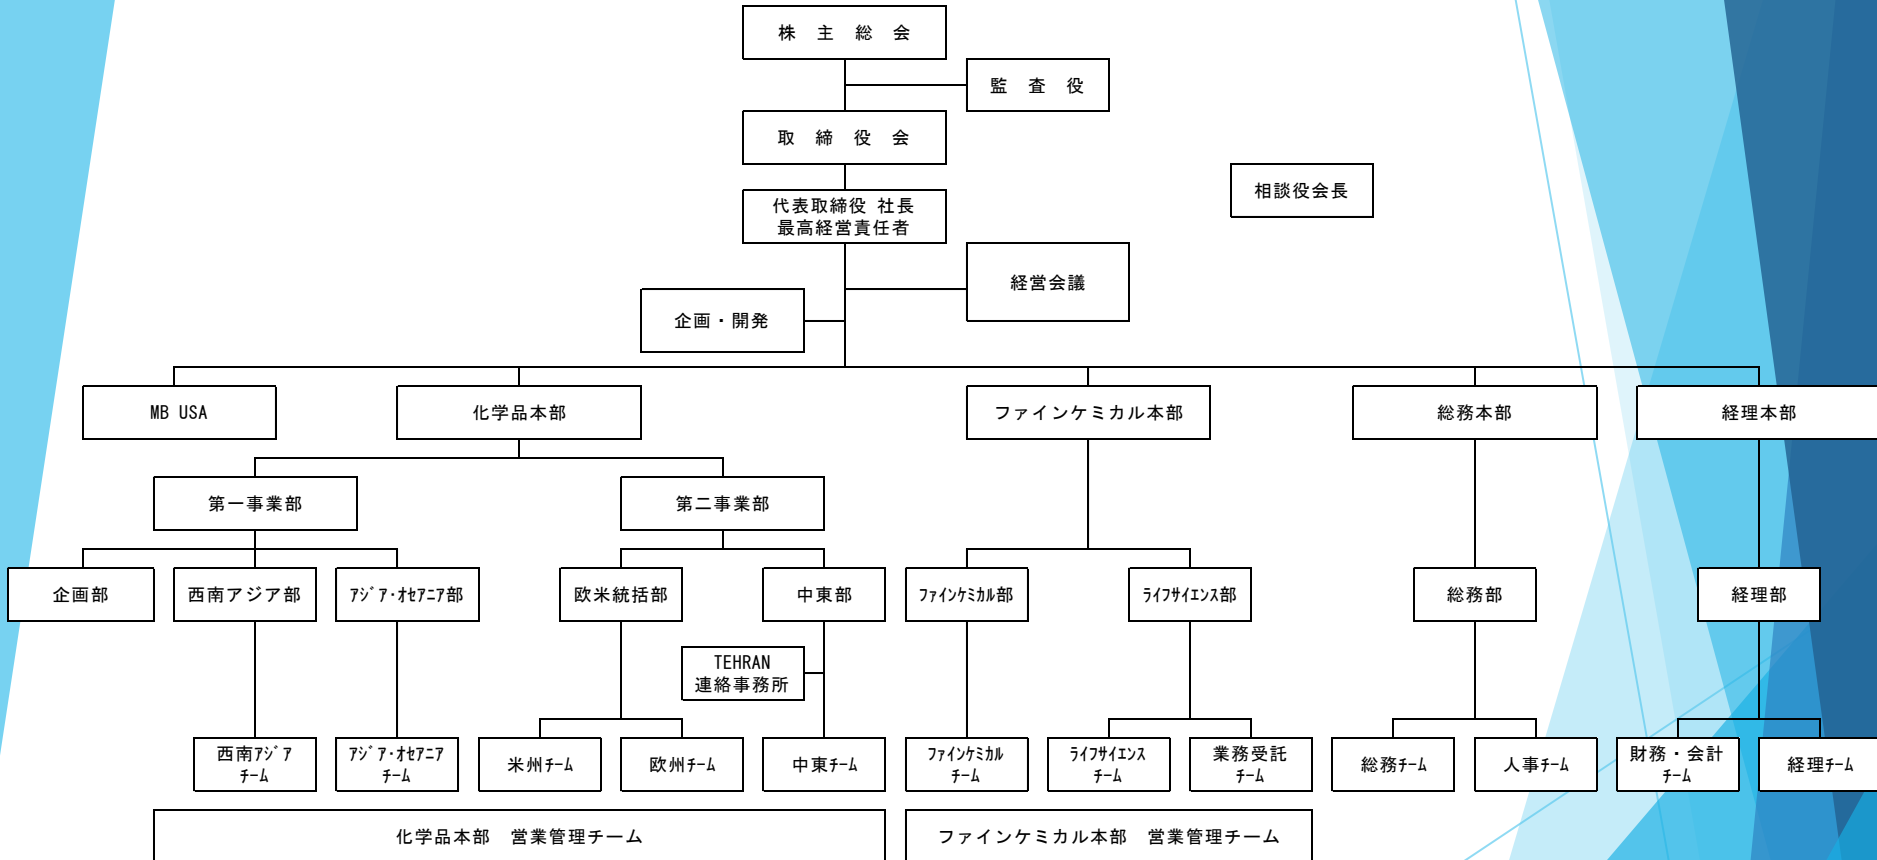 株　主　総　会
監　査　役
取　締　役　会
相談役会長
代表取締役 社長
最高経営責任者
経営会議
企画・開発
MB USA
化学品本部
ファインケミカル本部
総務本部
経理本部
第一事業部
第二事業部
企画部
西南アジア部
ｱｼﾞｱ･ｵｾｱﾆｱ部
欧米統括部
中東部
ﾌｧｲﾝｹﾐｶﾙ部
ﾗｲﾌｻｲｴﾝｽ部
総務部
経理部
TEHRAN
連絡事務所
西南ｱｼﾞｱ
ﾁｰﾑ
ｱｼﾞｱ･ｵｾｱﾆｱ
ﾁｰﾑ
米州ﾁｰﾑ
欧州ﾁｰﾑ
中東ﾁｰﾑ
ﾌｧｲﾝｹﾐｶﾙ
ﾁｰﾑ
ﾗｲﾌｻｲｴﾝｽ
ﾁｰﾑ
業務受託
ﾁｰﾑ
総務ﾁｰﾑ
人事ﾁｰﾑ
財務・会計
ﾁｰﾑ
経理ﾁｰﾑ
化学品本部　営業管理チーム
ファインケミカル本部　営業管理チーム